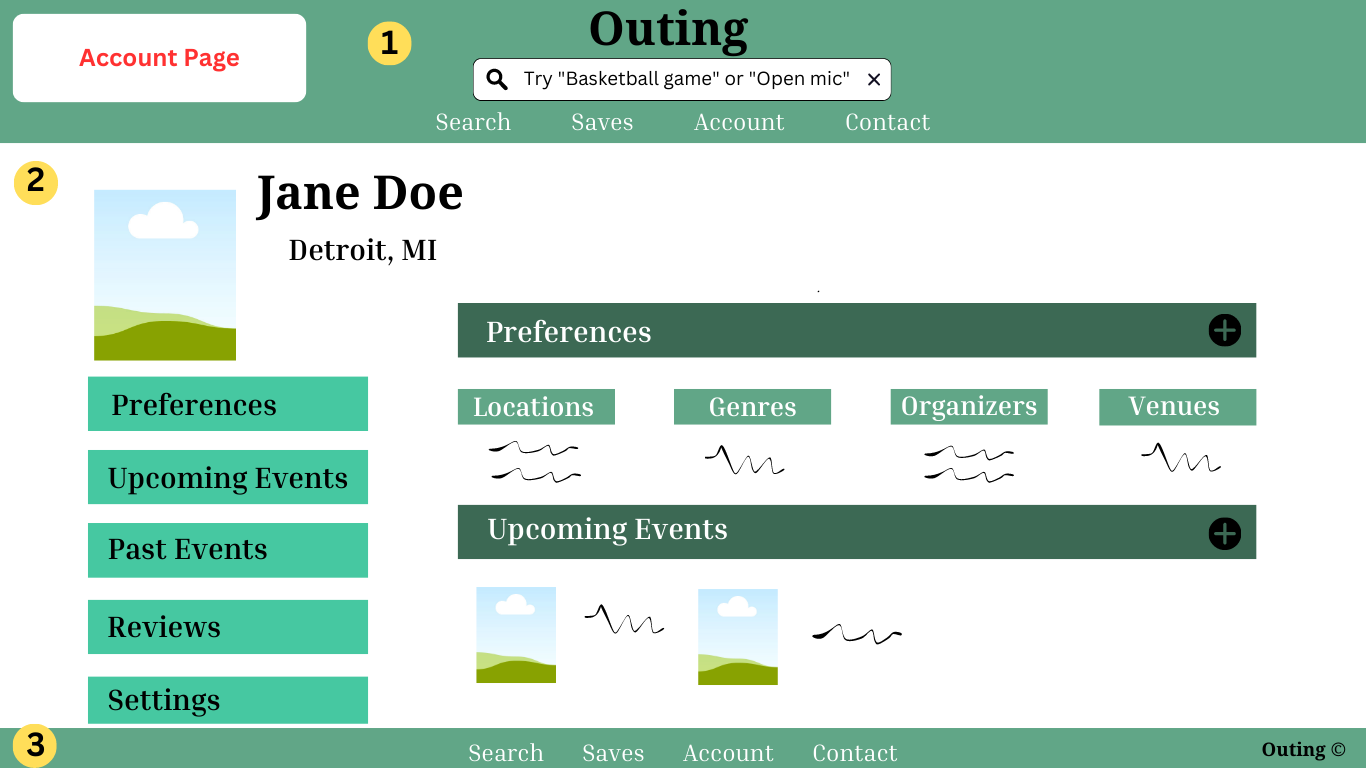 Account Page
1
Outing
Try "Basketball game" or "Open mic"
Search Saves Account Contact
2
Jane Doe
Detroit, MI
Preferences
Upcoming Events
Past Events
Reviews
Settings
Preferences
Locations Genres Organizers Venues
Upcoming Events
3
Search Saves Account Contact
Outing ©